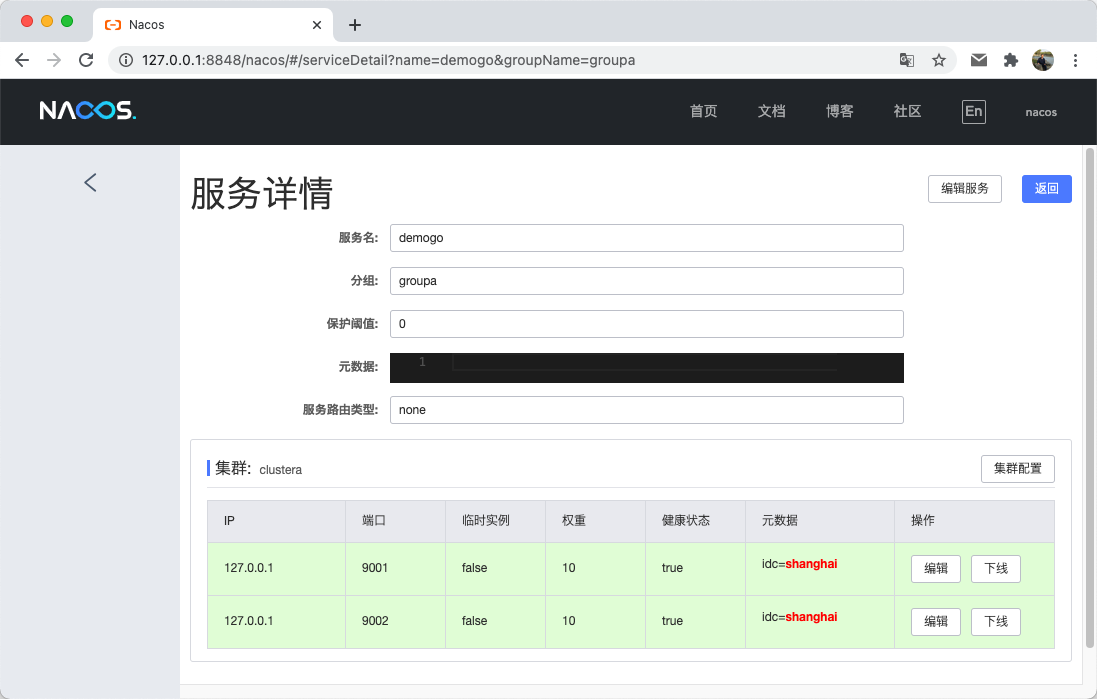 Nacos
127.0.0.1:8848/nacos/#/serviceDetail?name=demogo&groupName=groupa
NACOS. 首页 文档 博客 社区 En nacos
服务详情 编辑服务 返回
服务名: demogo
分组: groupa
保护阈值: 0
元数据: 1
服务路由类型: none
集群: clustera 集群配置
IP 端口 临时实例 权重 健康状态 元数据 操作
127.0.0.1 9001 false 10 true idc=shanghai 编辑 下线
127.0.0.1 9002 false 10 true idc=shanghai 编辑 下线